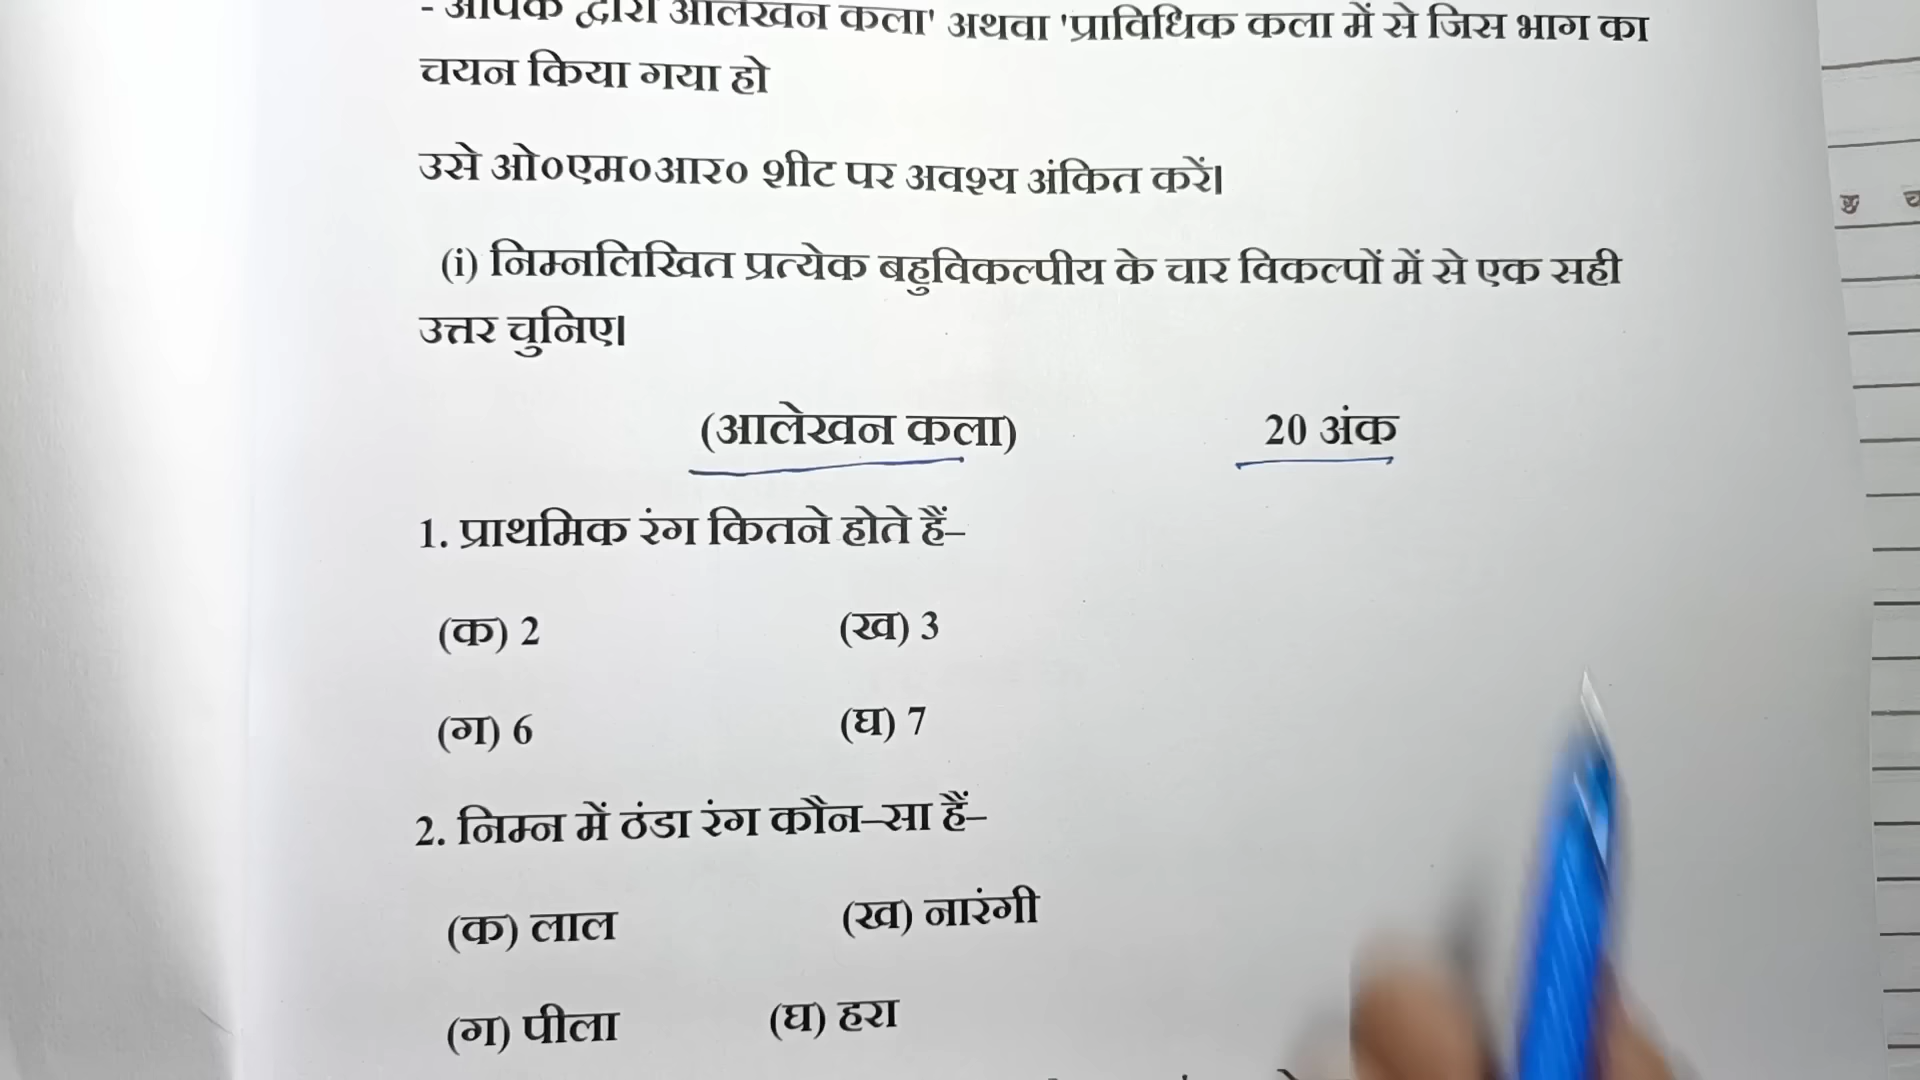 - आपके द्वारा आलेखन कला' अथवा 'प्राविधिक कला में से जिस भाग का
चयन किया गया हो
उसे ओ०एम०आर० शीट पर अवश्य अंकित करें।
(i) निम्नलिखित प्रत्येक बहुविकल्पीय के चार विकल्पों में से एक सही
उत्तर चुनिए।
(आलेखन कला) 20 अंक
1. प्राथमिक रंग कितने होते हैं–
(क) 2 (ख) 3
(ग) 6 (घ) 7
2. निम्न में ठंडा रंग कौन–सा हैं–
(क) लाल (ख) नारंगी
(ग) पीला (घ) हरा